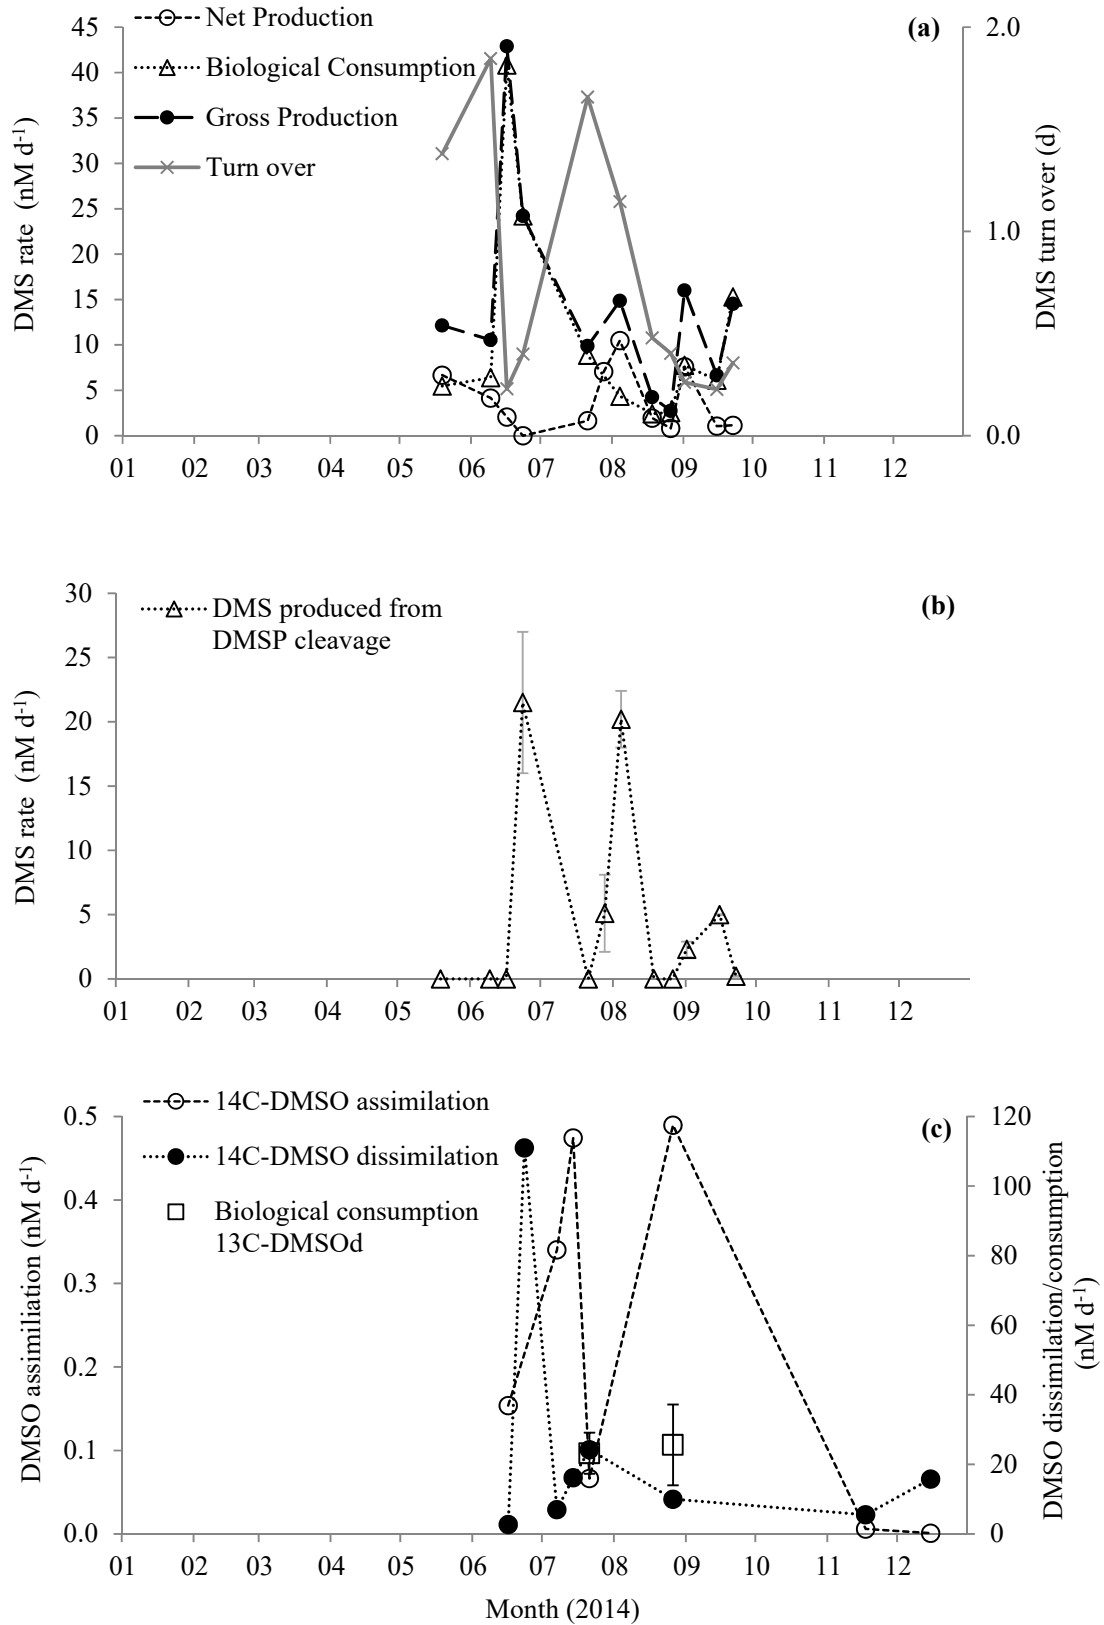 Net Production
Biological Consumption
Gross Production
Turn over
(a)
45
40
35
30
25
20
15
10
5
0
DMS rate (nM d-1)
2.0
1.0
0.0
DMS turn over (d)
01 02 03 04 05 06 07 08 09 10 11 12
DMS produced from
DMSP cleavage
(b)
30
25
20
15
10
5
0
DMS rate (nM d-1)
01 02 03 04 05 06 07 08 09 10 11 12
14C-DMSO assimilation
14C-DMSO dissimilation
Biological consumption
13C-DMSOd
(c)
0.5
0.4
0.3
0.2
0.1
0.0
DMSO assimiliation (nM d-1)
120
100
80
60
40
20
0
DMSO dissimilation/consumption
(nM d-1)
01 02 03 04 05 06 07 08 09 10 11 12
Month (2014)